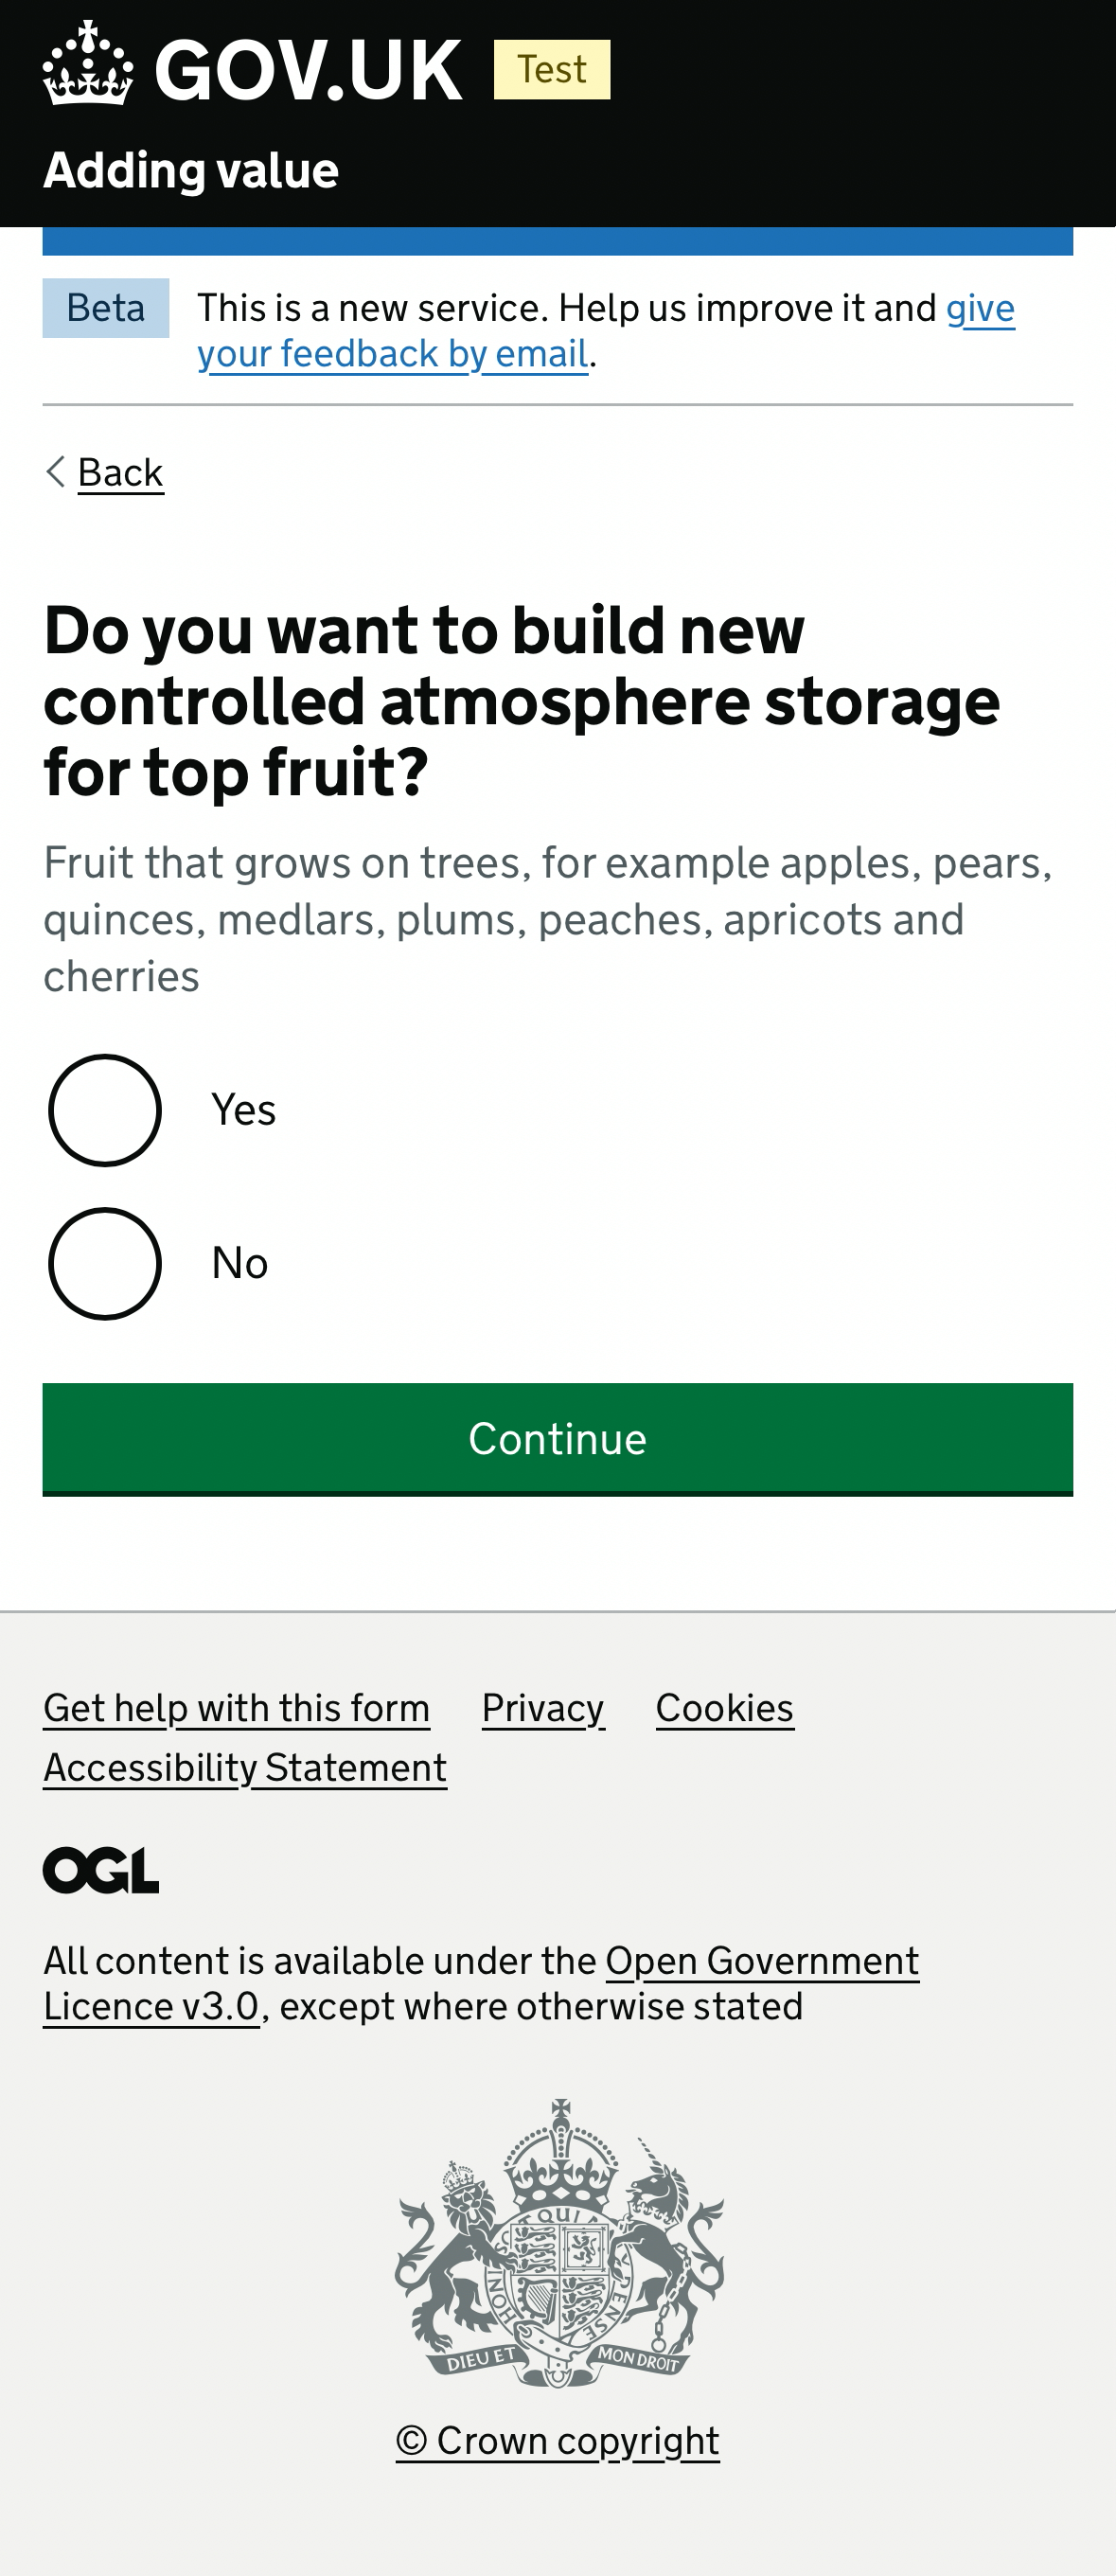 GOV.UK Test
Adding value
Beta This is a new service. Help us improve it and give
your feedback by email.
Back
Do you want to build new
controlled atmosphere storage
for top fruit?
Fruit that grows on trees, for example apples, pears,
quinces, medlars, plums, peaches, apricots and
cherries
Yes
No
Continue
Get help with this form Privacy Cookies
Accessibility Statement
OGL
All content is available under the Open Government
Licence v3.0, except where otherwise stated
QUI
HONI
PENSE
DIEU ET MON DROIT
© Crown copyright